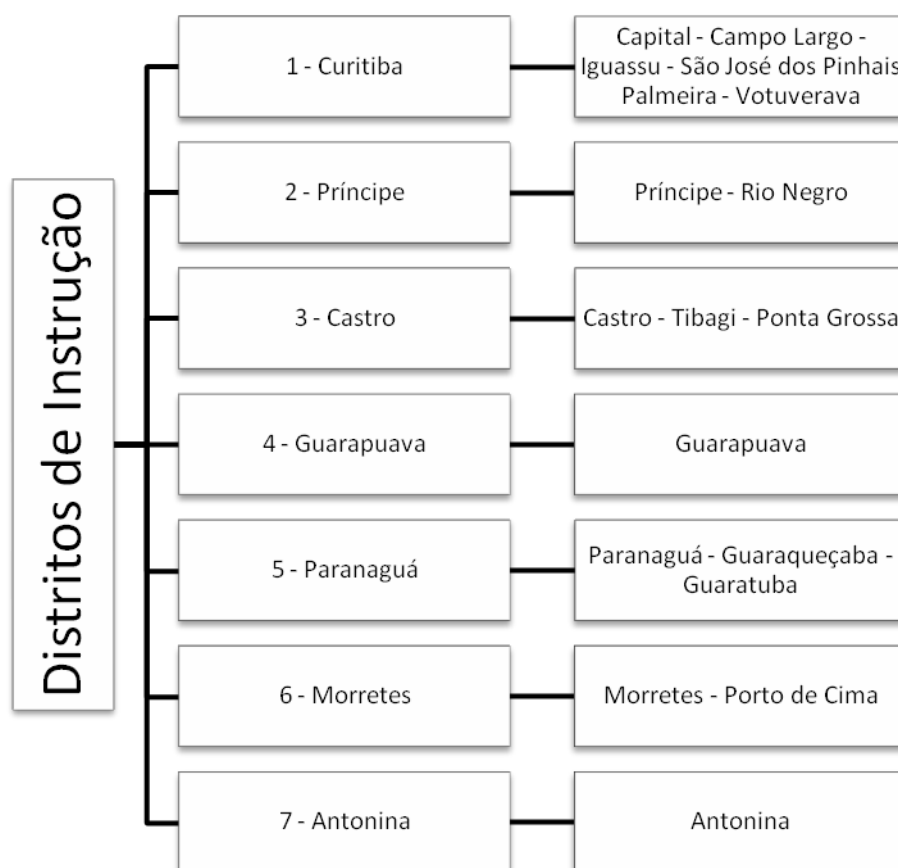 Distritos de Instrução
1 - Curitiba
Capital - Campo Largo -
Iguassu - São José dos Pinhais
Palmeira - Votuverava
2 - Príncipe
Príncipe - Rio Negro
3 - Castro
Castro - Tibagi - Ponta Grossa
4 - Guarapuava
Guarapuava
5 - Paranaguá
Paranaguá - Guaraqueçaba -
Guaratuba
6 - Morretes
Morretes - Porto de Cima
7 - Antonina
Antonina